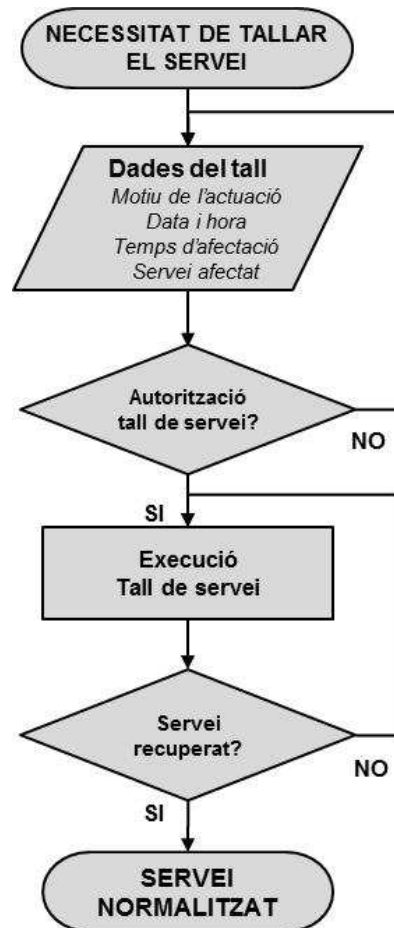 NECESSITAT DE TALLAR
EL SERVEI
Dades del tall
Motiu de l'actuació
Data i hora
Temps d'afectació
Servei afectat
Autorització
tall de servei?
NO
SI
Execució
Tall de servei
Servei
recuperat?
NO
SI
SERVEI
NORMALITZAT